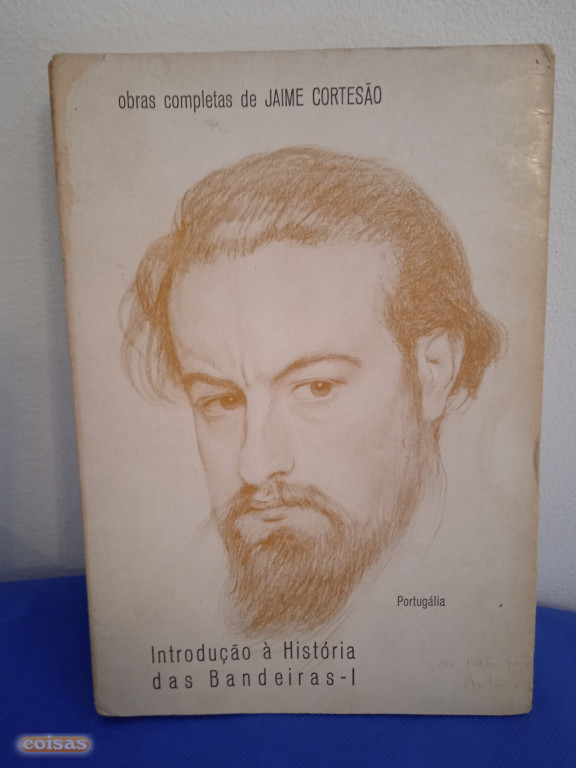 obras completas de JAIME CORTESÃO
Portugália
Introdução à História
das Bandeiras-I
coisas